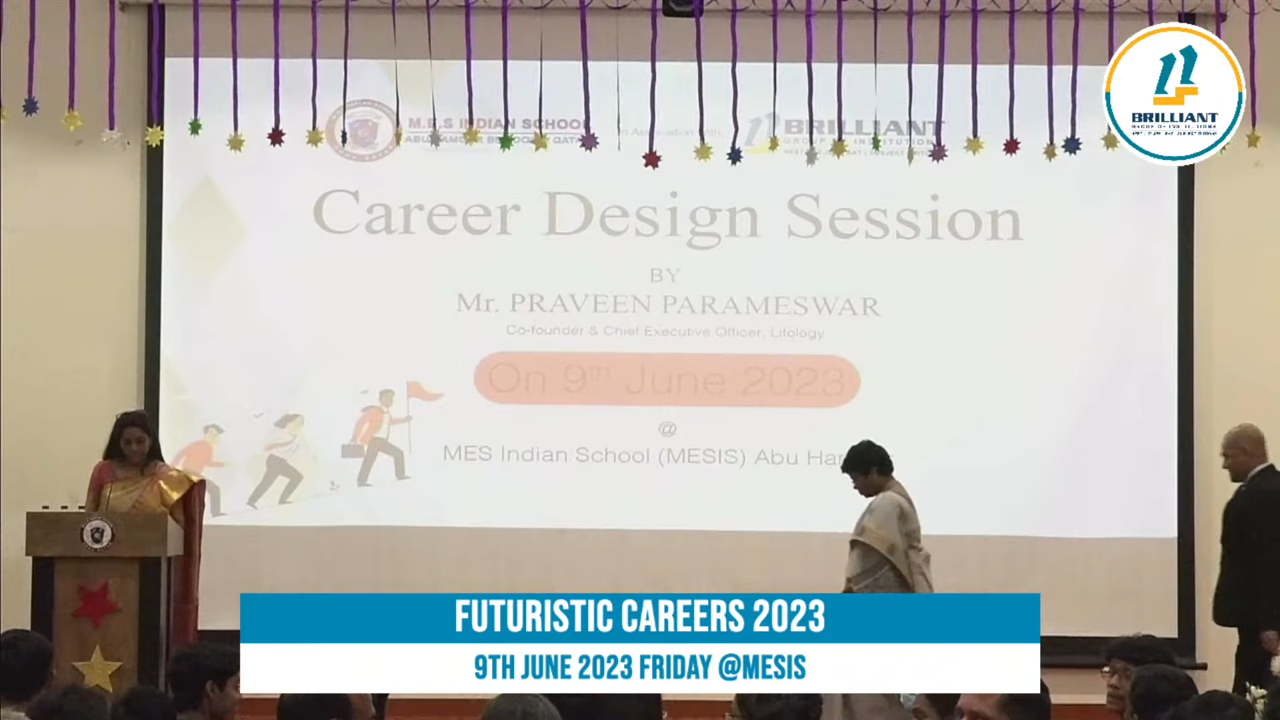 M.E.S INDIAN SCHOOL
BRILLIANT
BRILLIANT
Career Design Session
BY
Mr. PRAVEEN PARAMESWAR
Co-founder & Chief Executive Officer, Lifology
On 9th June 2023
@
MES Indian School (MESIS) Abu Ha
FUTURISTIC CAREERS 2023
9TH JUNE 2023 FRIDAY @MESIS